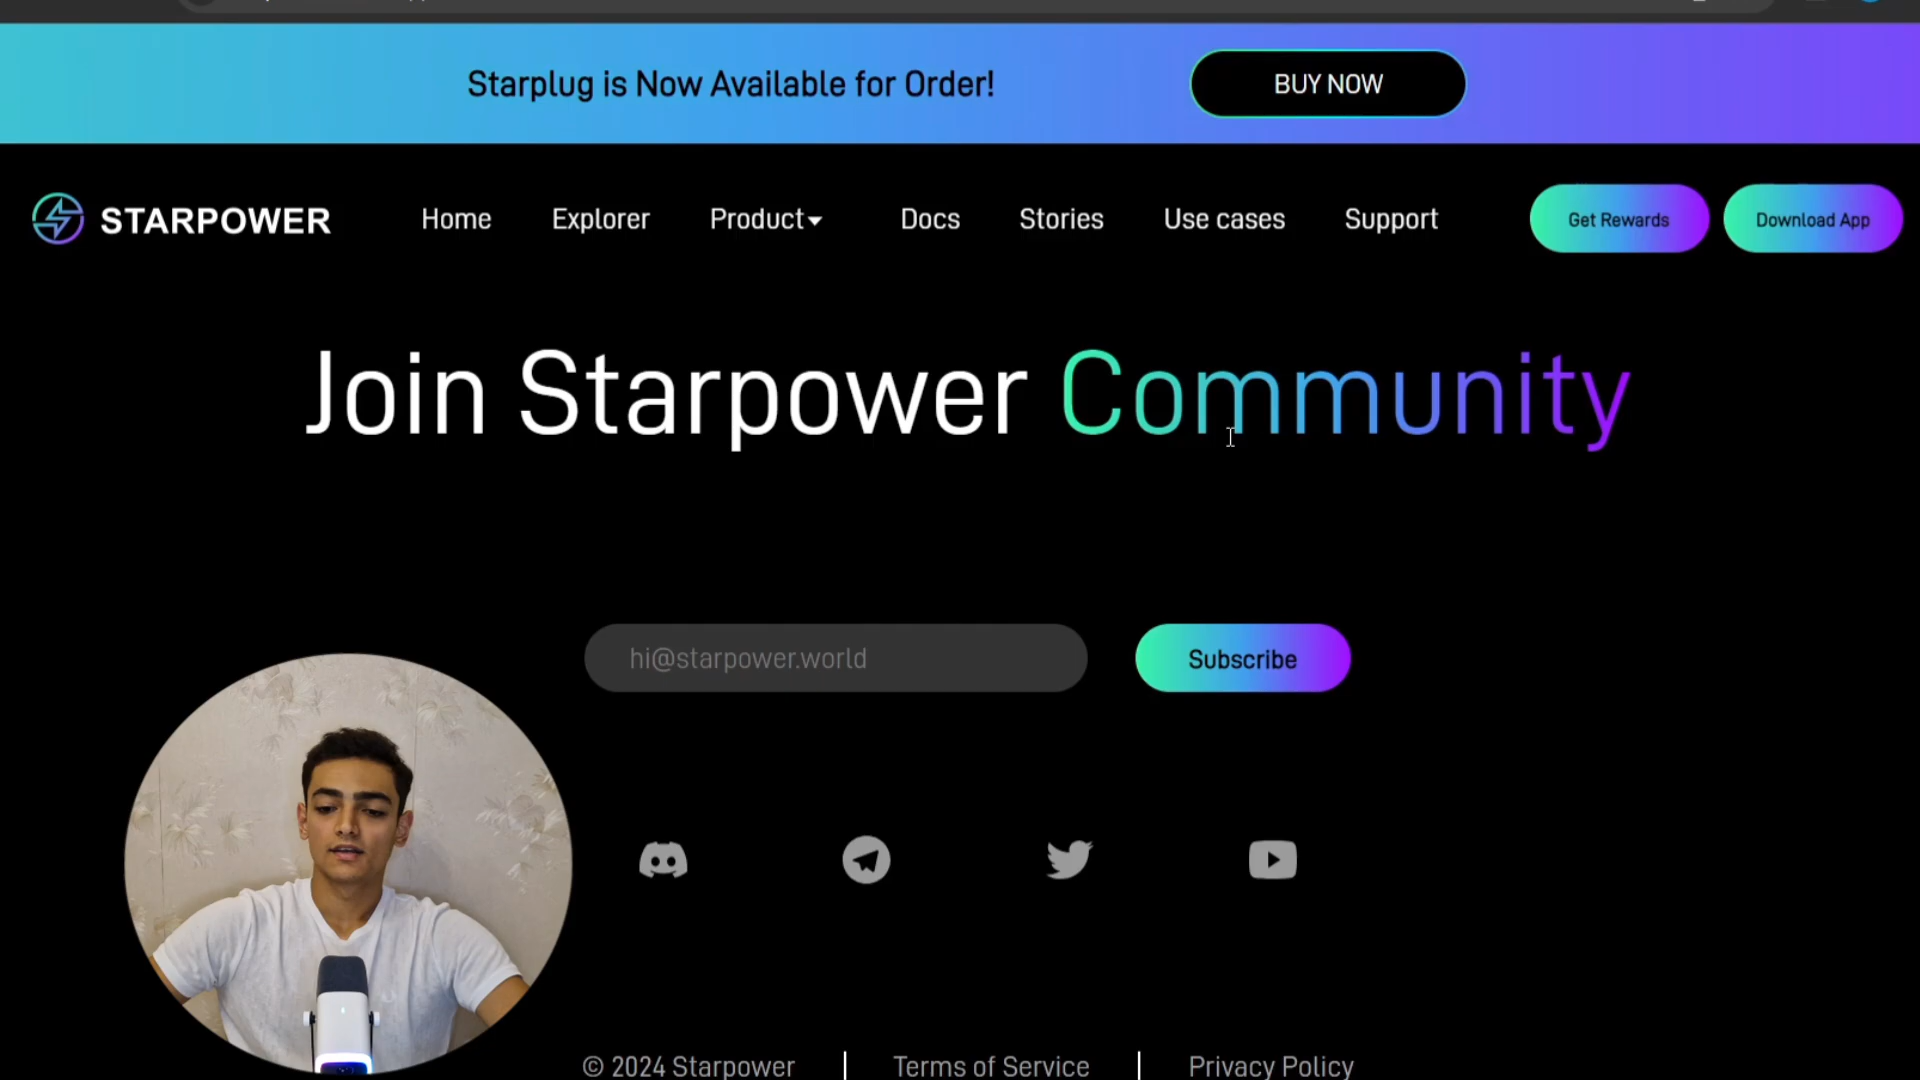 Starplug is Now Available for Order!
BUY NOW
STARPOWER
Home
Explorer
Product
Docs
Stories
Use cases
Support
Get Rewards
Download App
Join Starpower Community
hi@starpower.world
Subscribe
© 2024 Starpower
Terms of Service
Privacy Policy